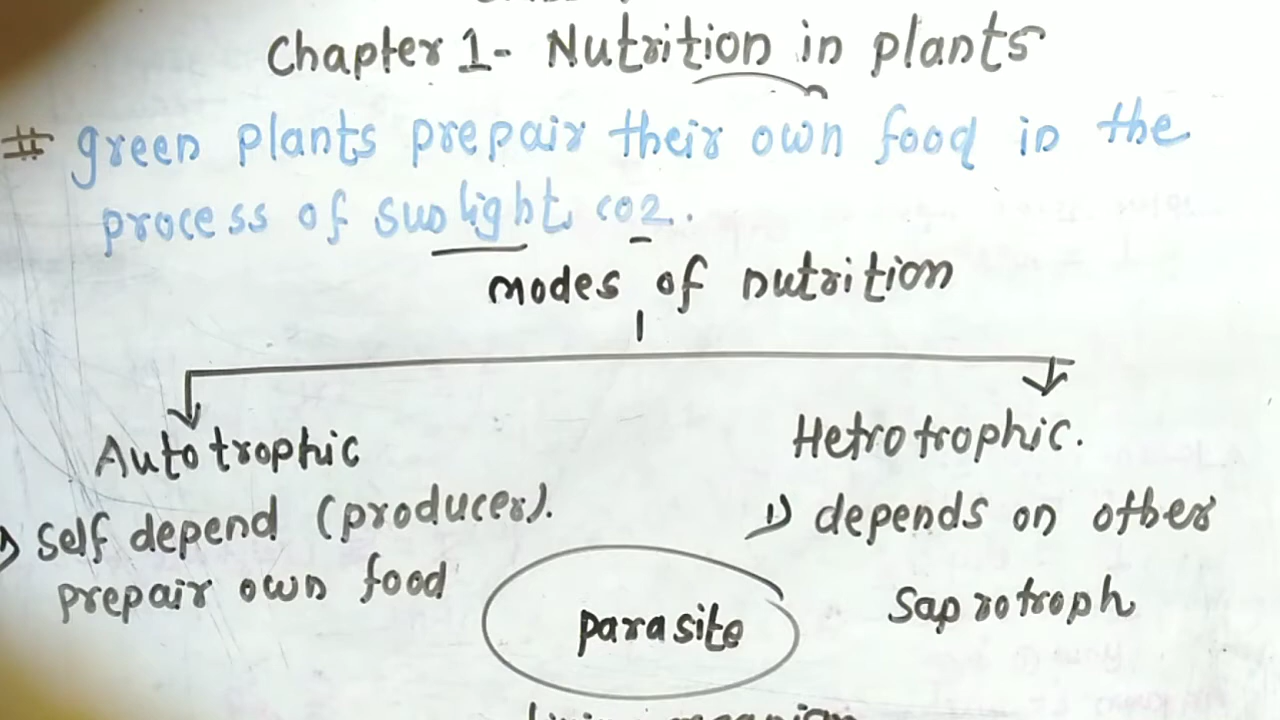 Chapter 1- Nutrition in plants
# green plants prepair their own food in the
process of sunlight, co2.
modes of nutrition
Autotrophic
Hetrotrophic.
self depend (producer).
prepair own food
1) depends on other
saprotroph
parasite